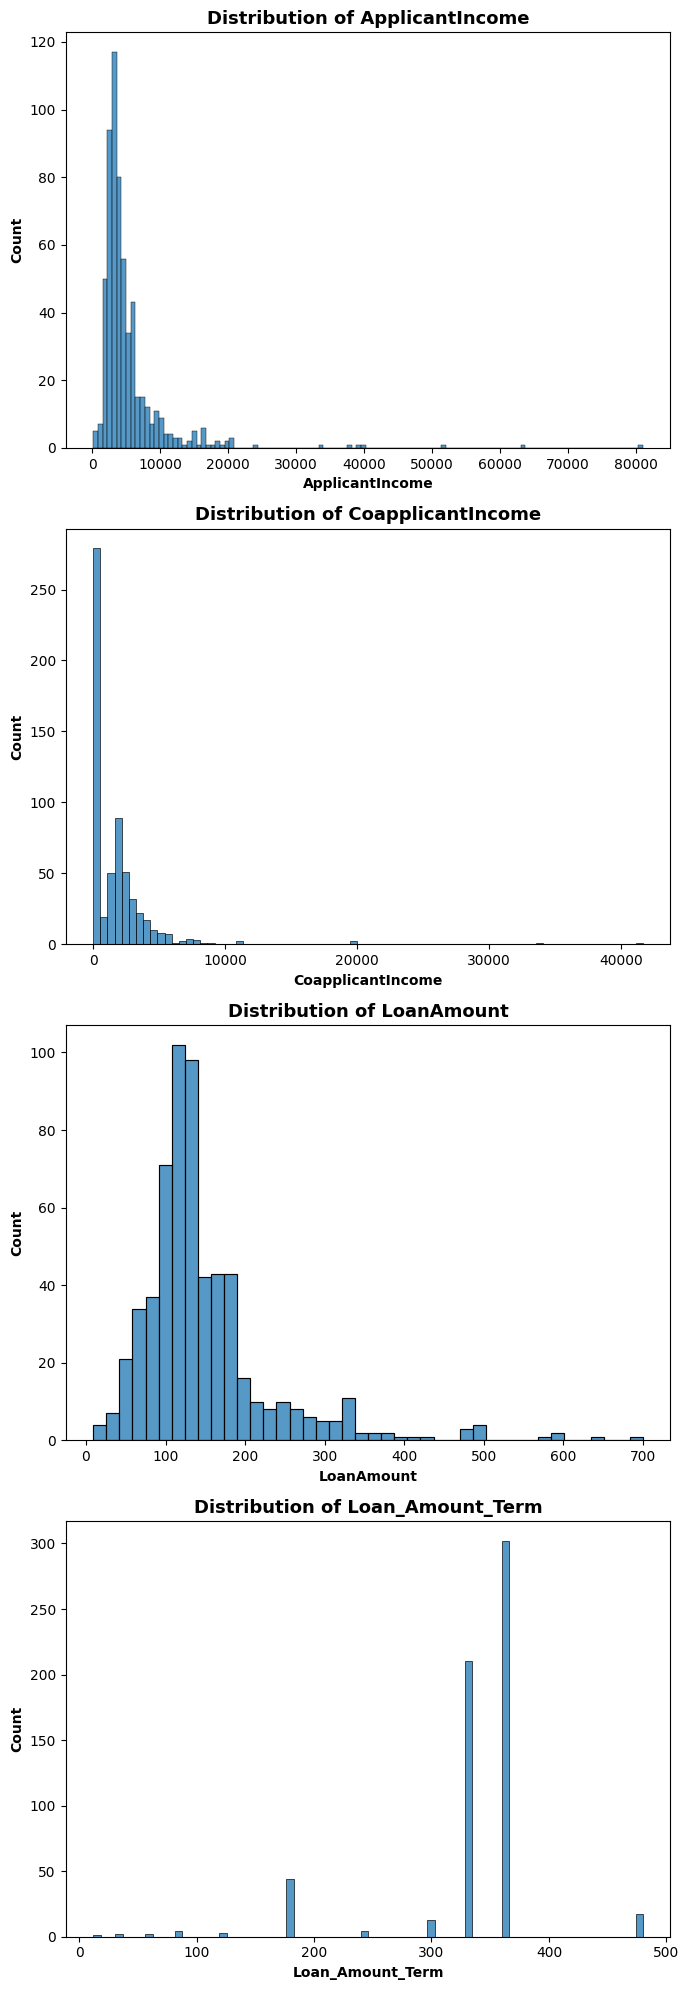 Distribution of ApplicantIncome
120
100
80
60
40
20
0
Count
0 10000 20000 30000 40000 50000 60000 70000 80000
ApplicantIncome
Distribution of CoapplicantIncome
250
200
150
100
50
0
Count
0 10000 20000 30000 40000
CoapplicantIncome
Distribution of LoanAmount
100
80
60
40
20
0
Count
0 100 200 300 400 500 600 700
LoanAmount
Distribution of Loan_Amount_Term
300
250
200
150
100
50
0
Count
0 100 200 300 400 500
Loan_Amount_Term